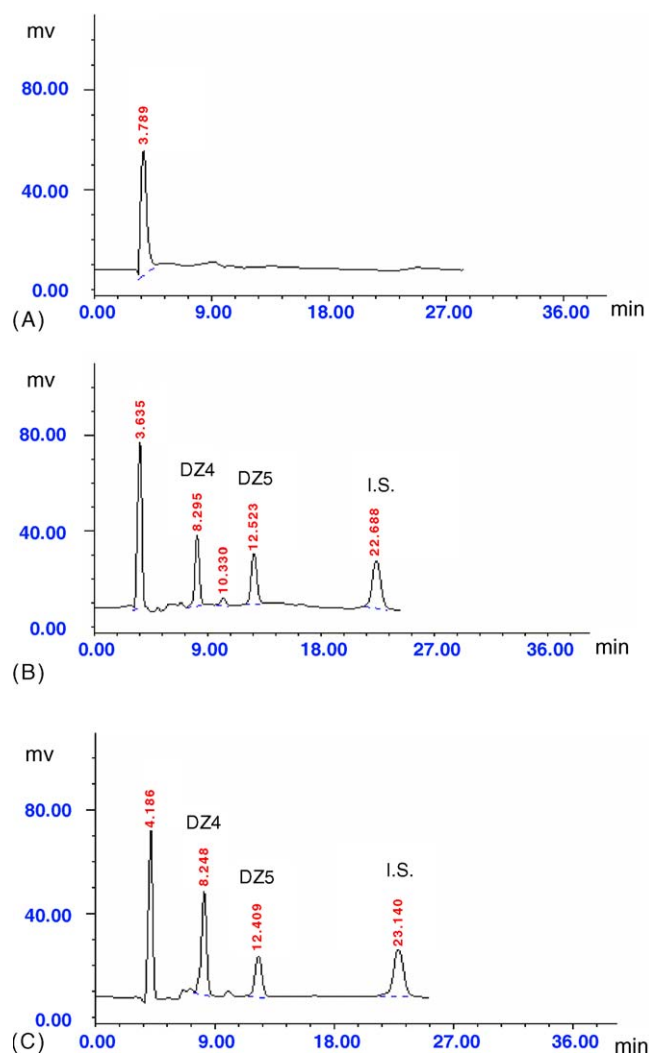 mv
80.00
3.789
40.00
0.00
(A)
0.00 9.00 18.00 27.00 36.00 min
mv
80.00
3.635
DZ4 DZ5 I.S.
8.295 10.330 12.523 22.688
40.00
0.00
0.00 9.00 18.00 27.00 36.00 min
(B)
mv
80.00
4.186
DZ4
8.248
DZ5 I.S.
12.409 23.140
40.00
0.00
(C) 0.00 9.00 18.00 27.00 36.00 min